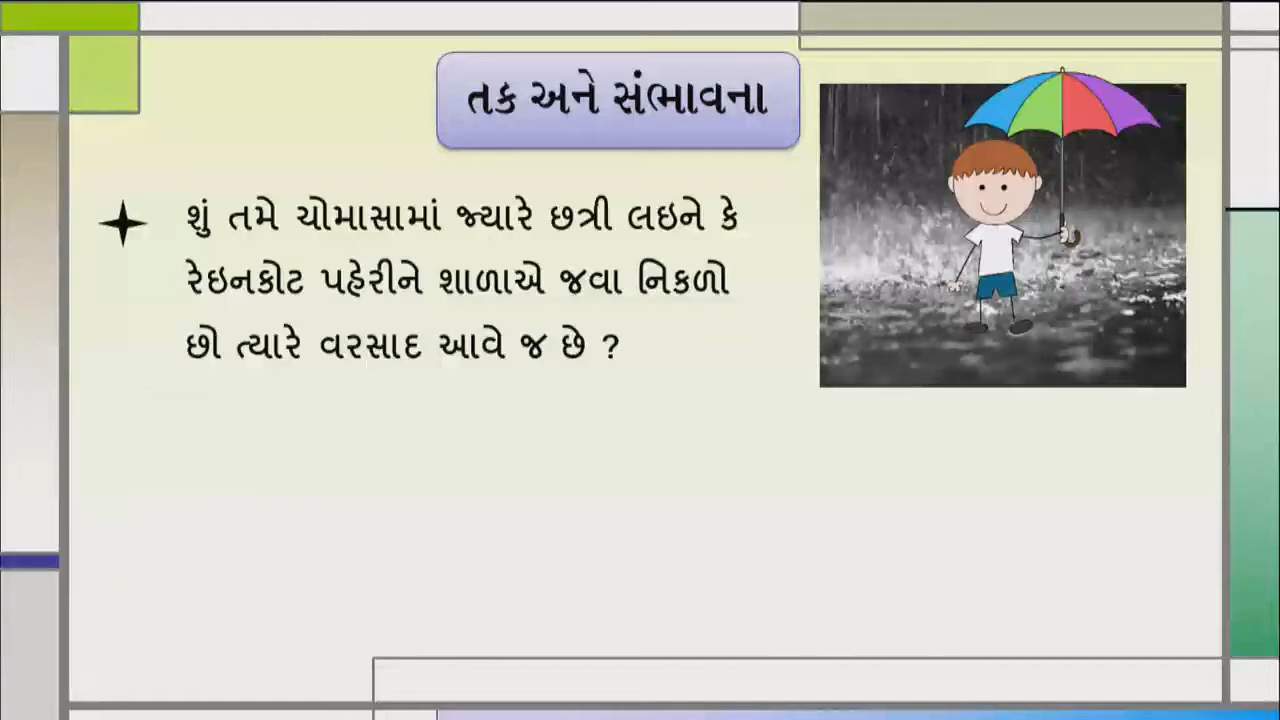 તક અને સંભાવના
શું તમે ચોમાસામાં જ્યારે છત્રી લઇને કે
રેઇનકોટ પહેરીને શાળાએ જવા નિકળો
છો ત્યારે વરસાદ આવે જ છે ?